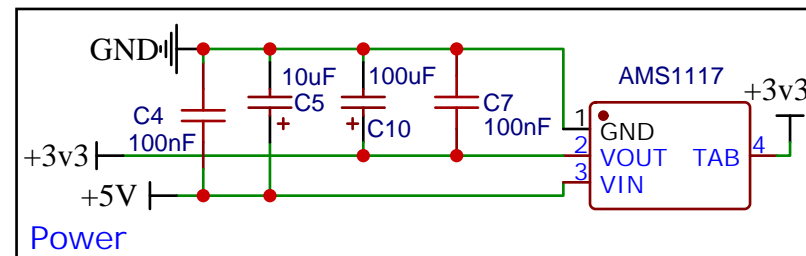 GND
10uF
100uF
AMS1117
+3v3
C4
C5
C7
100nF
C10
100nF
+
+
1
GND
+3v3
2
VOUT
TAB
4
3
VIN
+5V
Power